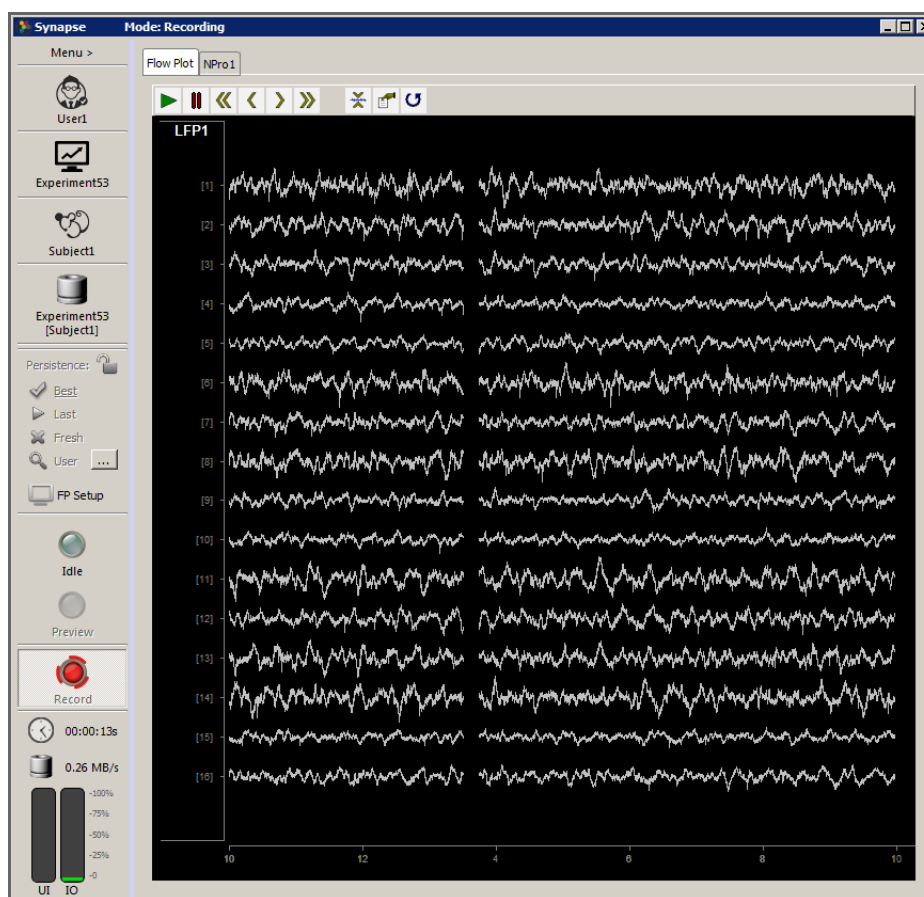 Synapse Mode: Recording
Menu >
User1
Experiment53
Subject1
Experiment53
[Subject1]
Persistence:
Best
Last
Fresh
User ...
FP Setup
Idle
Preview
Record
00:00:13s
0.26 MB/s
-100%
-75%
-50%
-25%
-0
UI IO
Flow Plot NPro1
LFP1
[1]
[2]
[3]
[4]
[5]
[6]
[7]
[8]
[9]
[10]
[11]
[12]
[13]
[14]
[15]
[16]
10 12 4 6 8 10